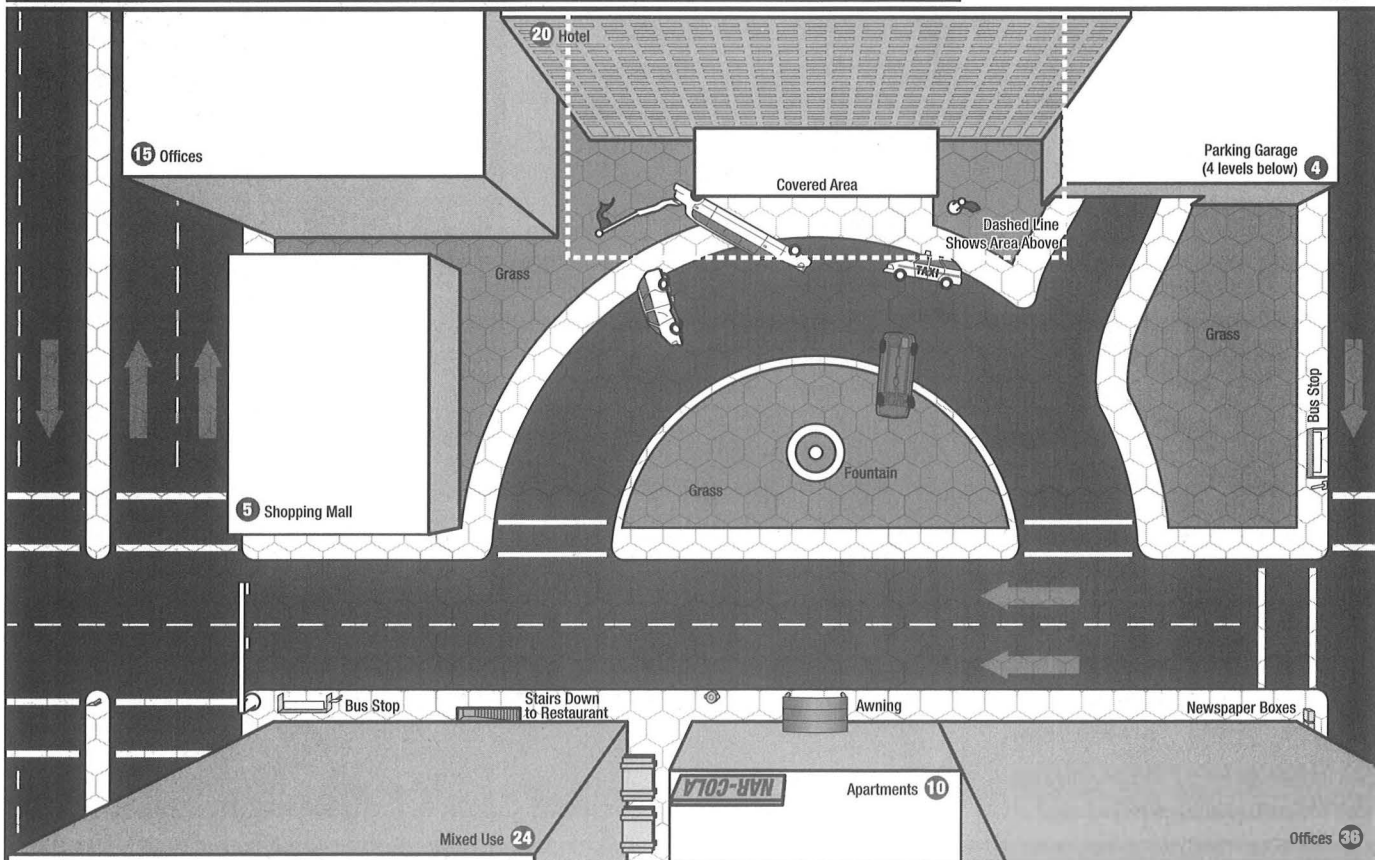 20 Hotel
15 Offices
Covered Area
Parking Garage
(4 levels below) 4
Dashed Line
Shows Area Above
TAXI
Grass
Grass
Bus Stop
5 Shopping Mall
Grass
Fountain
Bus Stop
Stairs Down
to Restaurant
Awning
Newspaper Boxes
NAR-COLA
Apartments 10
Mixed Use 24
Offices 36